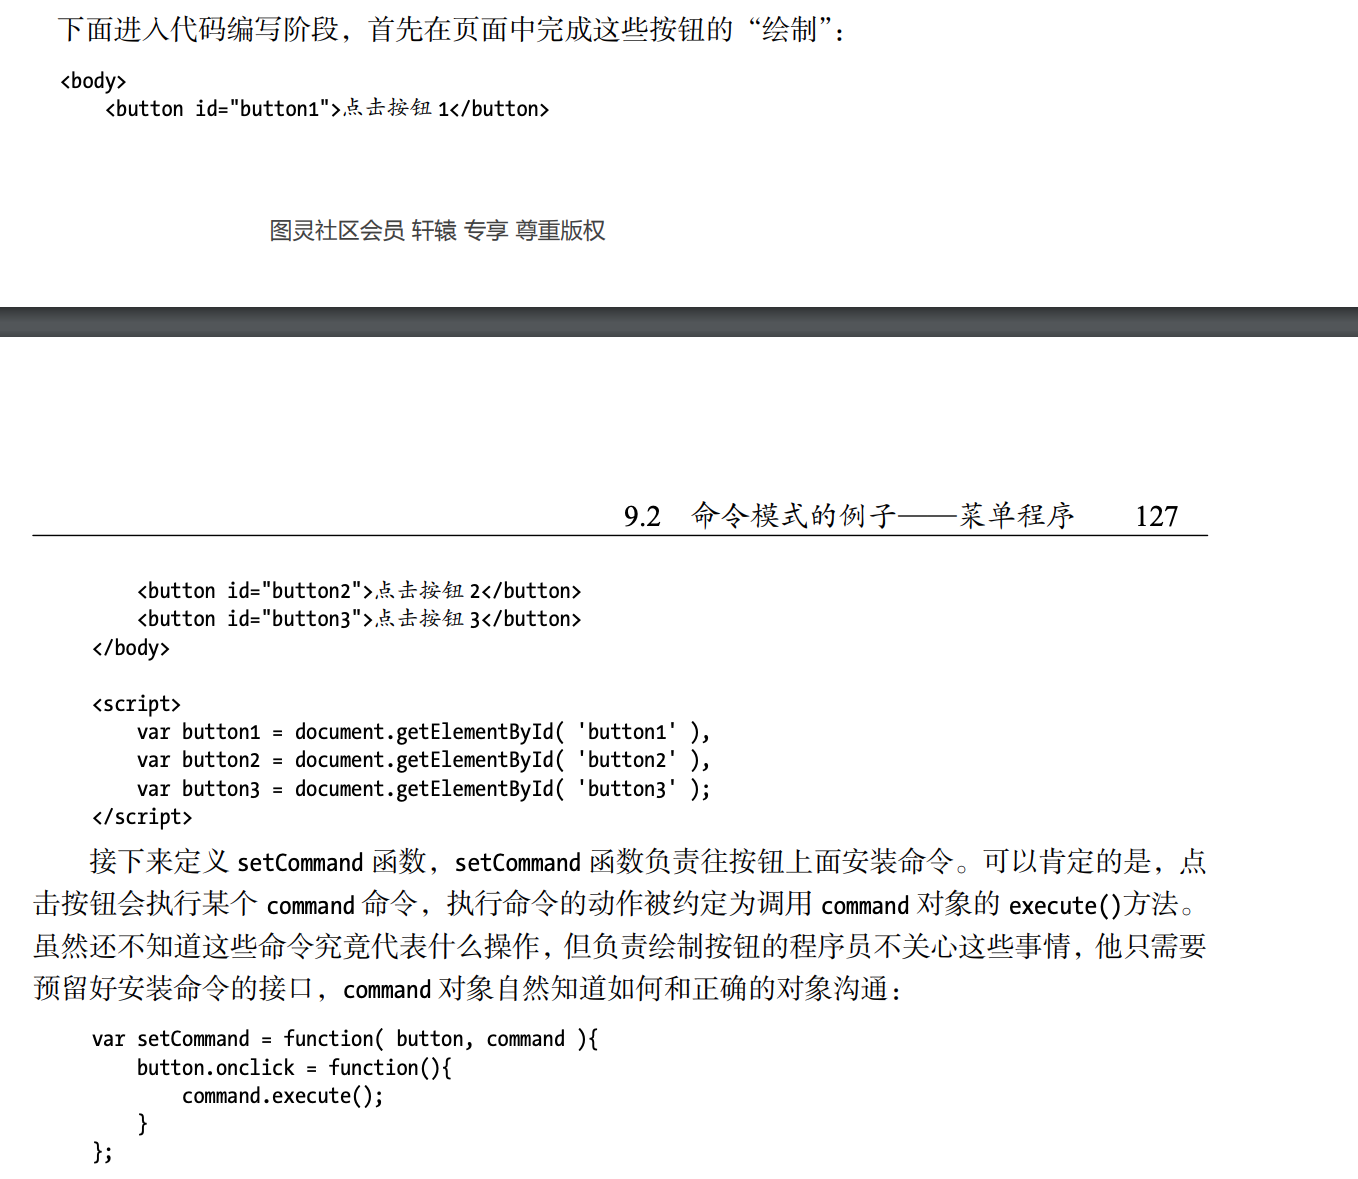 下面进入代码编写阶段，首先在页面中完成这些按钮的“绘制”：
<body>
    <button id="button1">点击按钮 1</button>
图灵社区会员 轩辕 专享 尊重版权
9.2 命令模式的例子——菜单程序 127
    <button id="button2">点击按钮 2</button>
    <button id="button3">点击按钮 3</button>
</body>
<script>
    var button1 = document.getElementById( 'button1' ),
    var button2 = document.getElementById( 'button2' ),
    var button3 = document.getElementById( 'button3' );
</script>
接下来定义 setCommand 函数，setCommand 函数负责往按钮上面安装命令。可以肯定的是，点
击按钮会执行某个 command 命令，执行命令的动作被约定为调用 command 对象的 execute()方法。
虽然还不知道这些命令究竟代表什么操作，但负责绘制按钮的程序员不关心这些事情，他只需要
预留好安装命令的接口，command 对象自然知道如何和正确的对象沟通：
var setCommand = function( button, command ){
    button.onclick = function(){
        command.execute();
    }
};